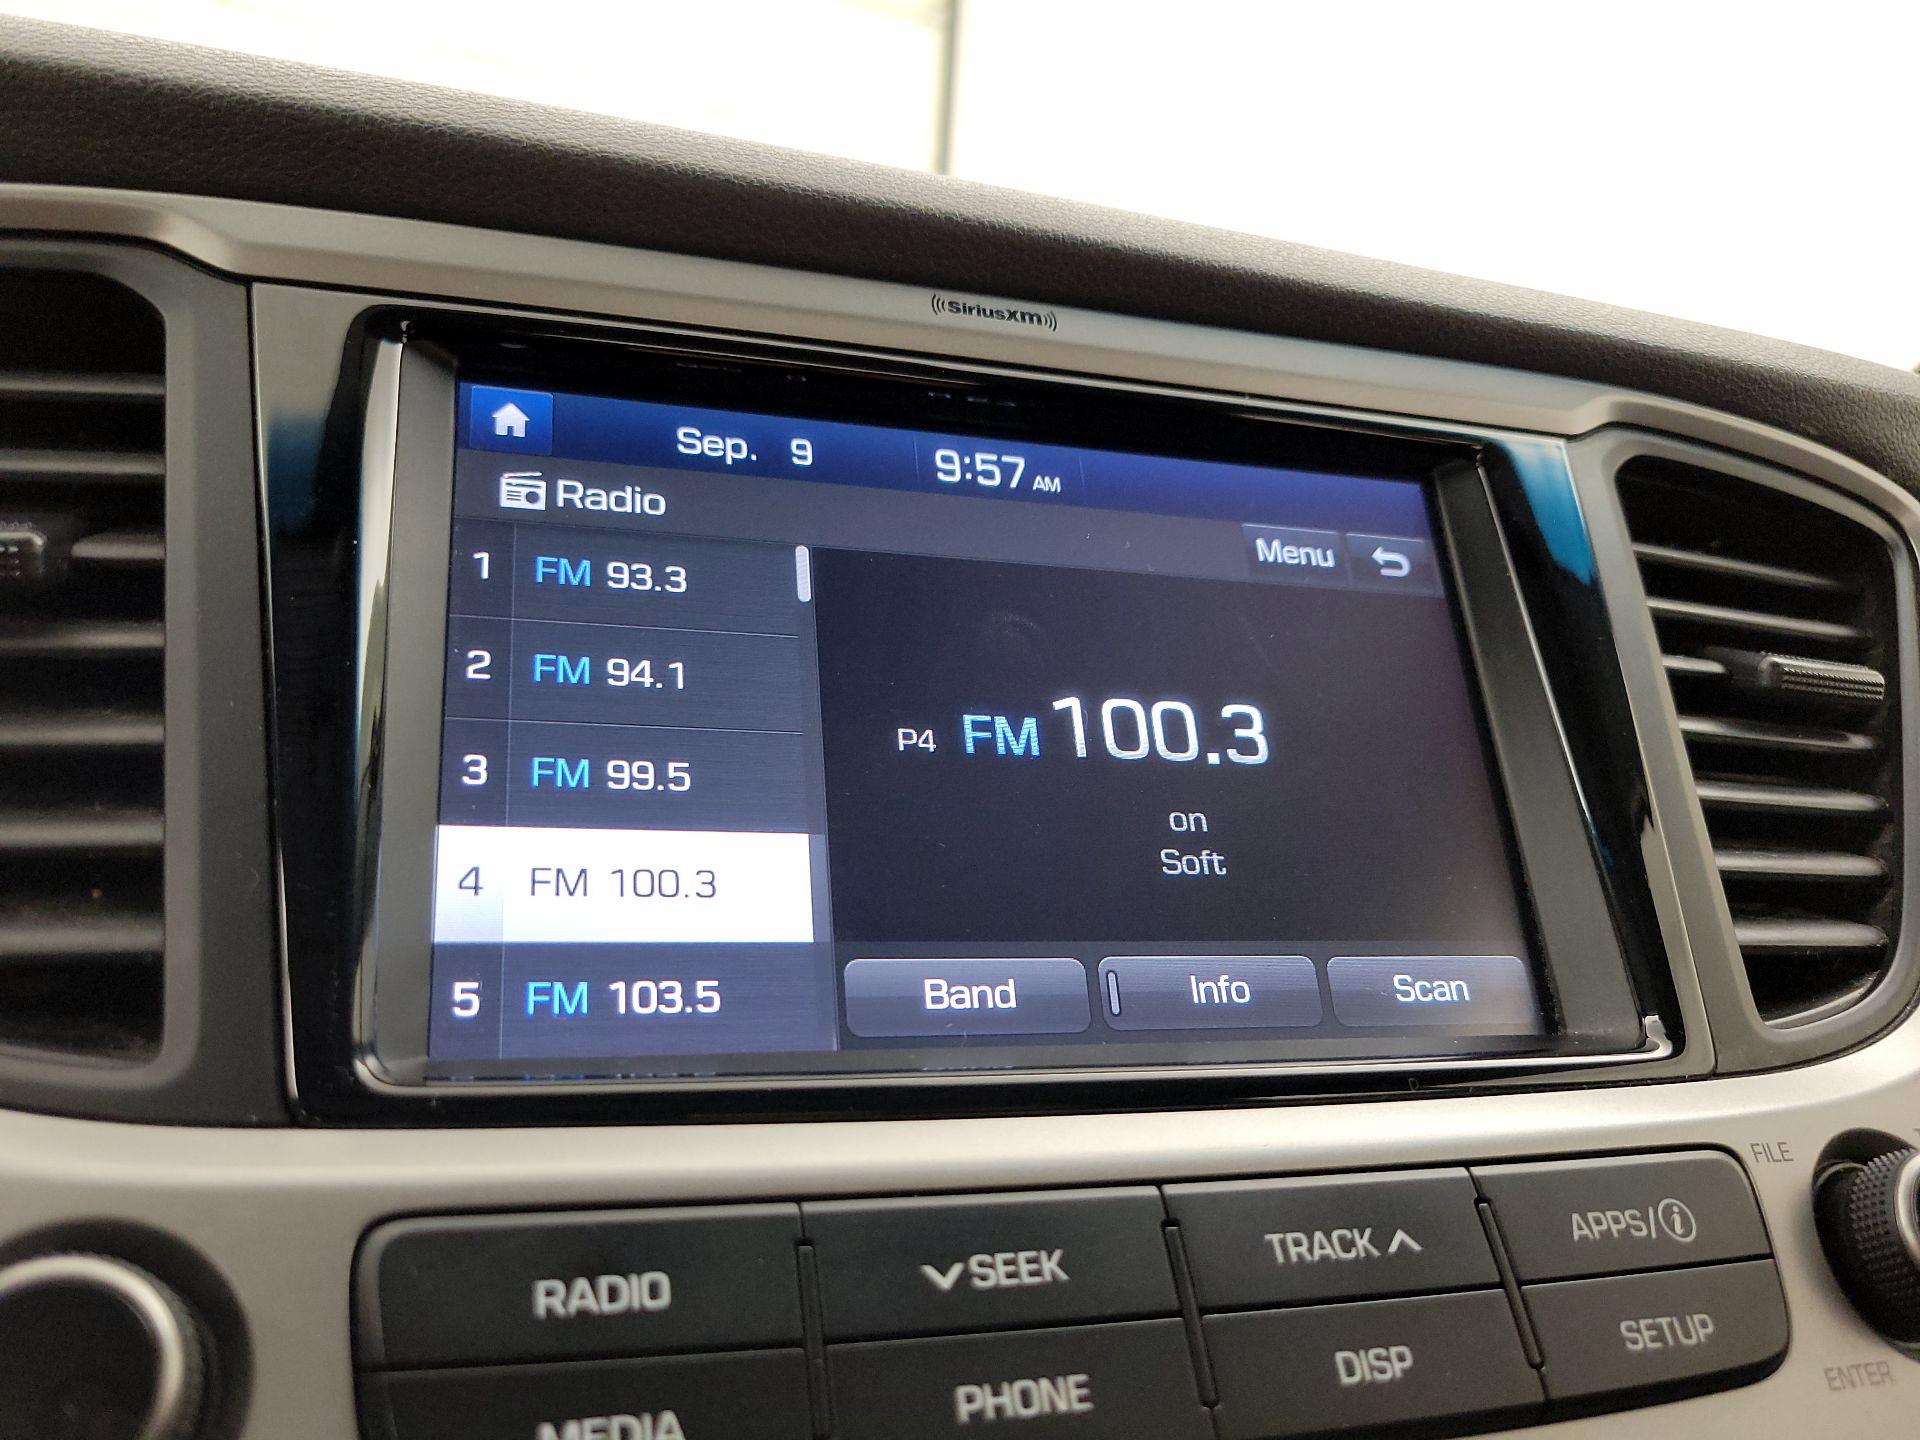 SiriusXM
Sep. 9 9:57 AM
Radio
Menu
1 FM 93.3
2 FM 94.1
3 FM 99.5
4 FM 100.3
5 FM 103.5
P4 FM 100.3
on
Soft
Band Info Scan
FILE
RADIO SEEK TRACK APPS/i
MEDIA PHONE DISP SETUP
ENTER